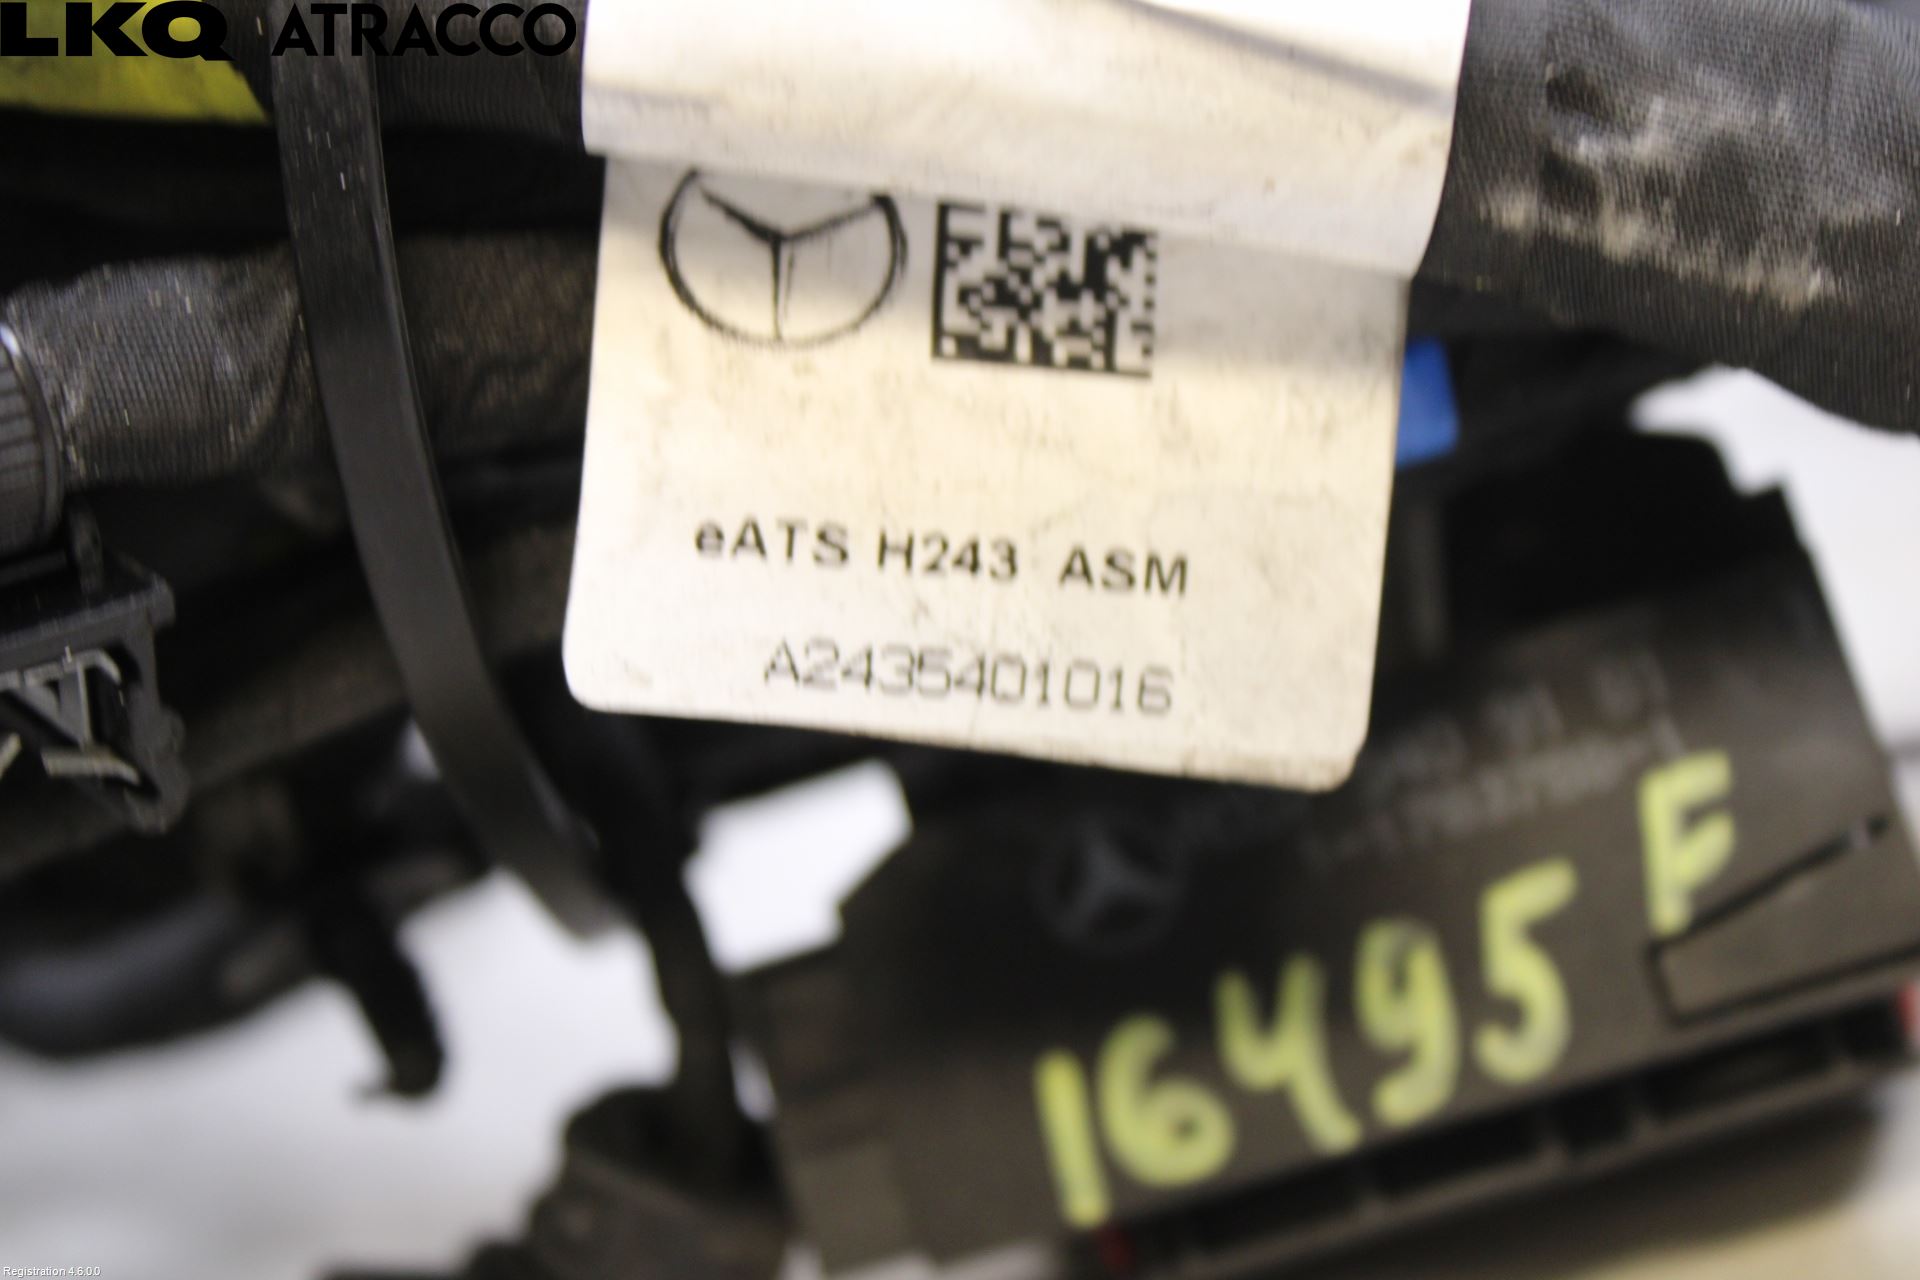 LKQ ATRACCO
eATS H243 ASM
A2435401016
16495 F
Registration 4.6.0.0